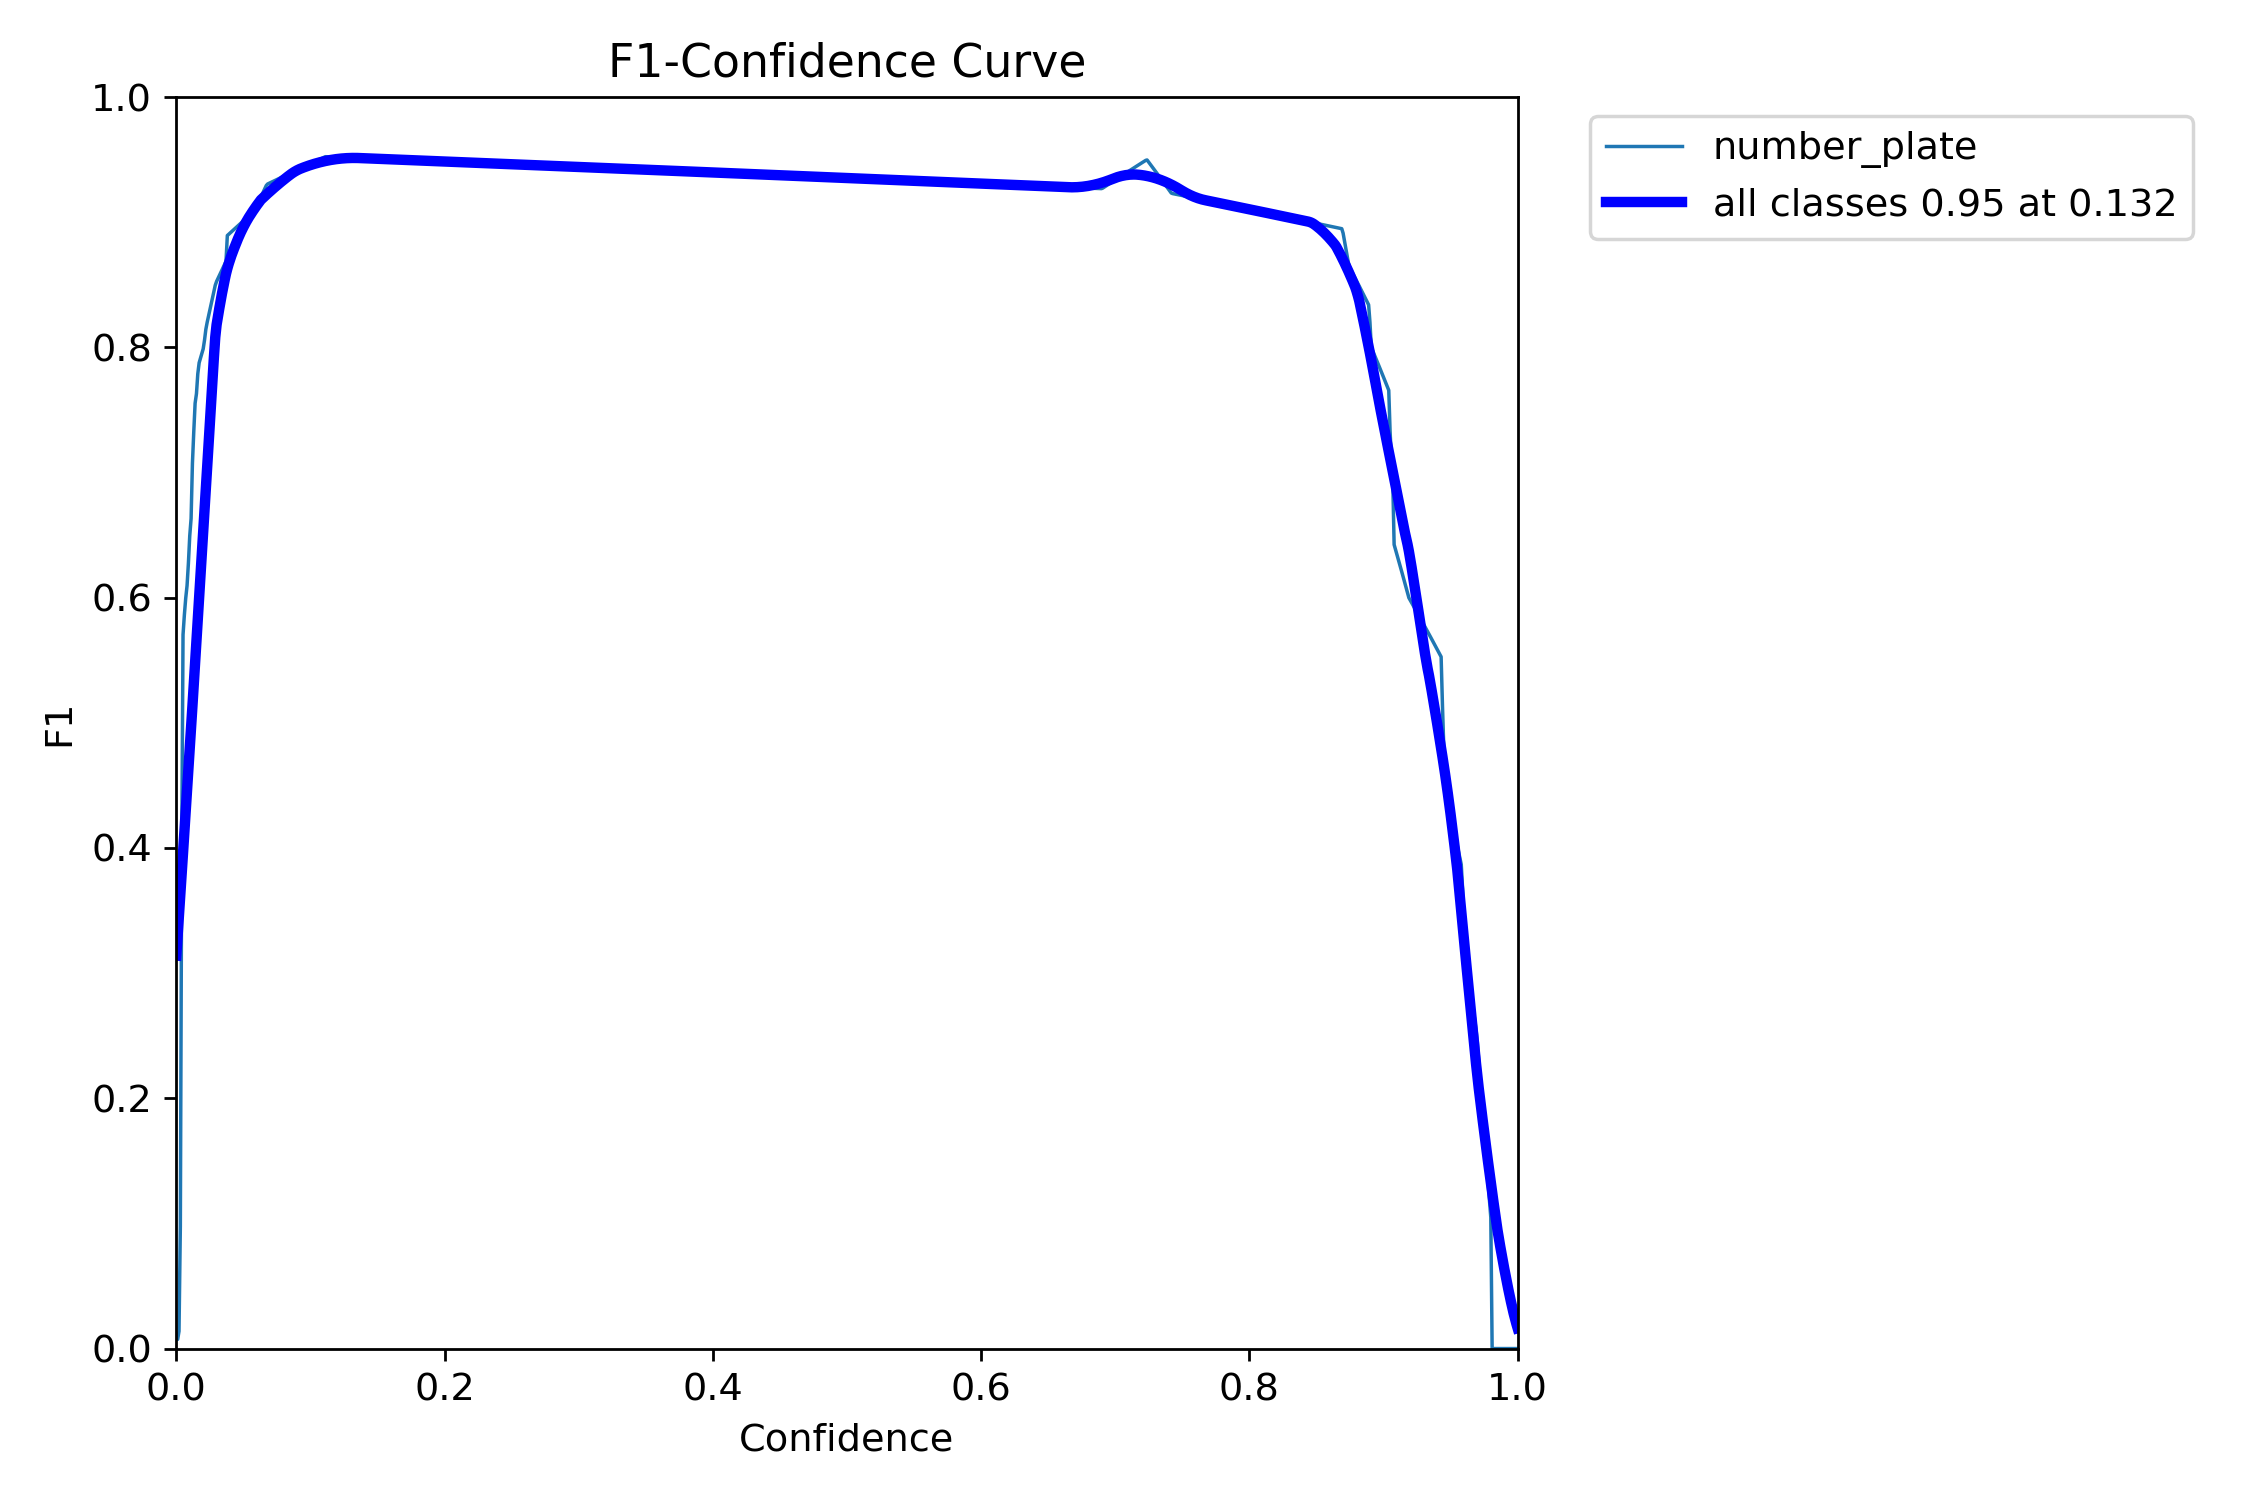 F1-Confidence Curve
1.0
0.8
0.6
0.4
0.2
0.0
F1
0.0 0.2 0.4 0.6 0.8 1.0
Confidence
number_plate
all classes 0.95 at 0.132